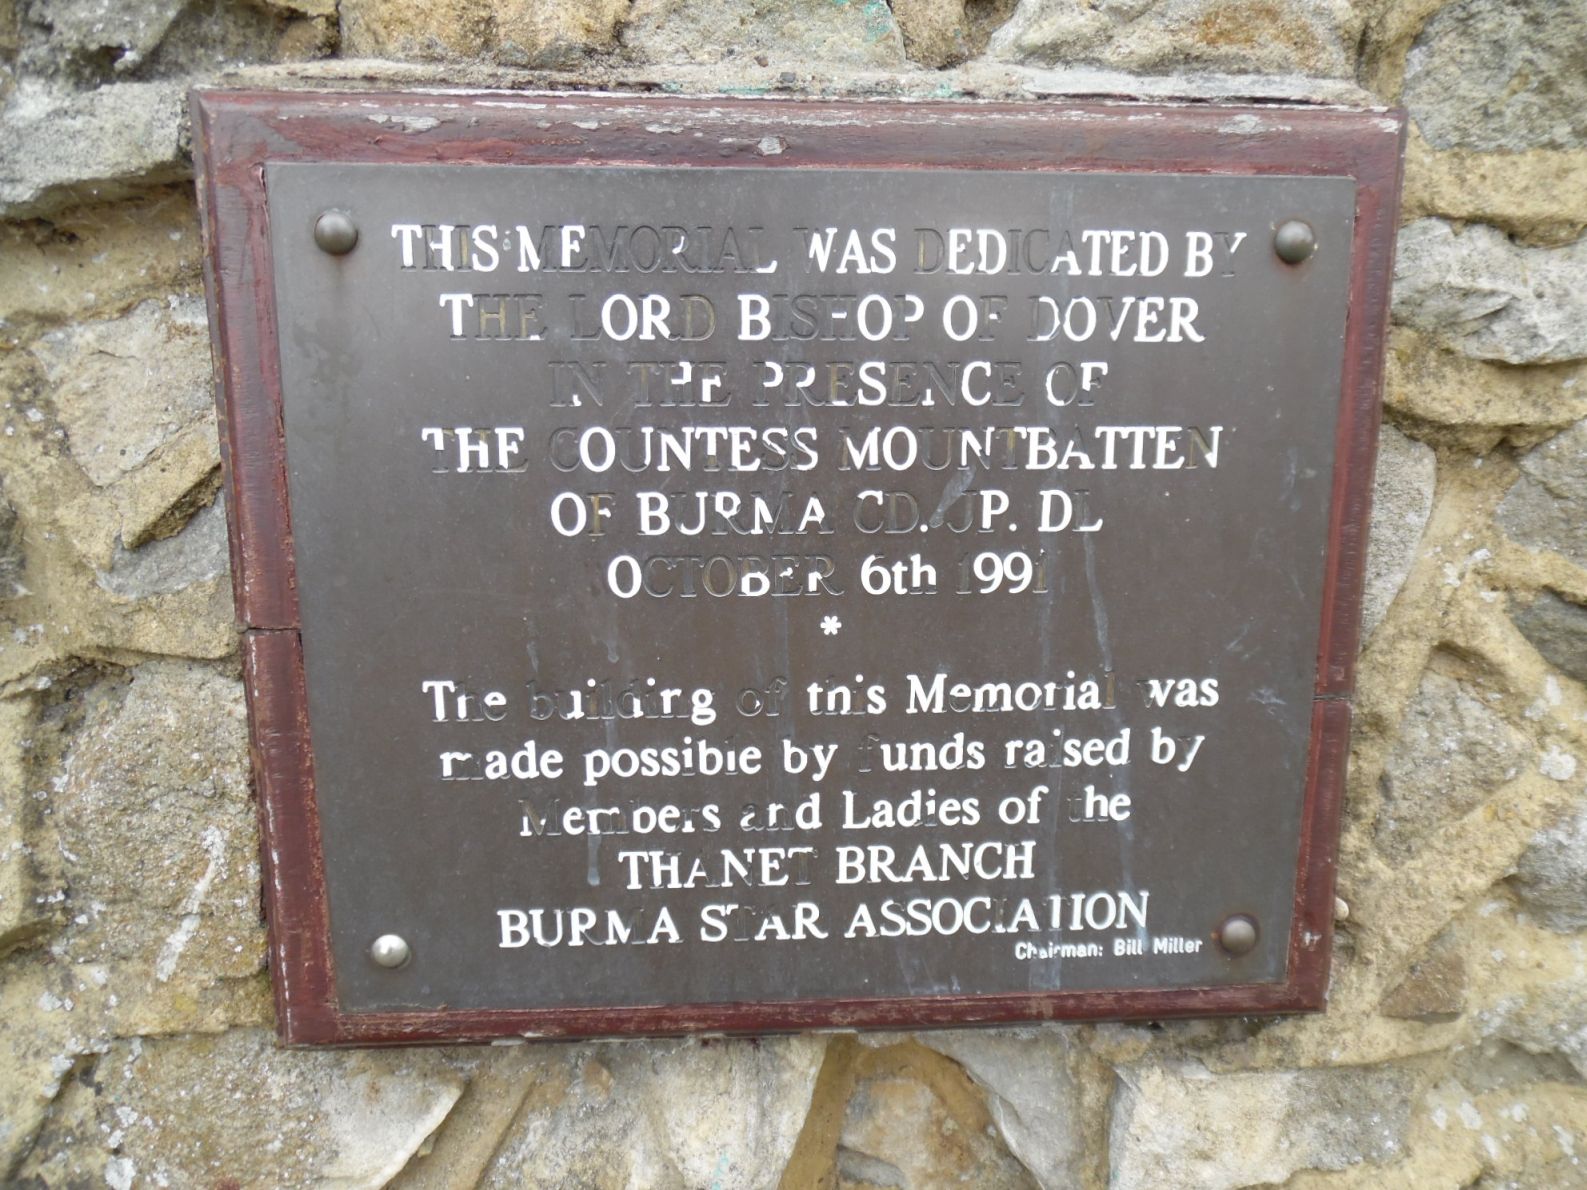 THIS MEMORIAL WAS DEDICATED BY
THE LORD BISHOP OF DOVER
IN THE PRESENCE OF
THE COUNTESS MOUNTBATTEN
OF BURMA CD. JP. DL
OCTOBER 6th 1991
*
The building of this Memorial was
made possible by funds raised by
Members and Ladies of the
THANET BRANCH
BURMA STAR ASSOCIATION
Chairman: Bill Miller